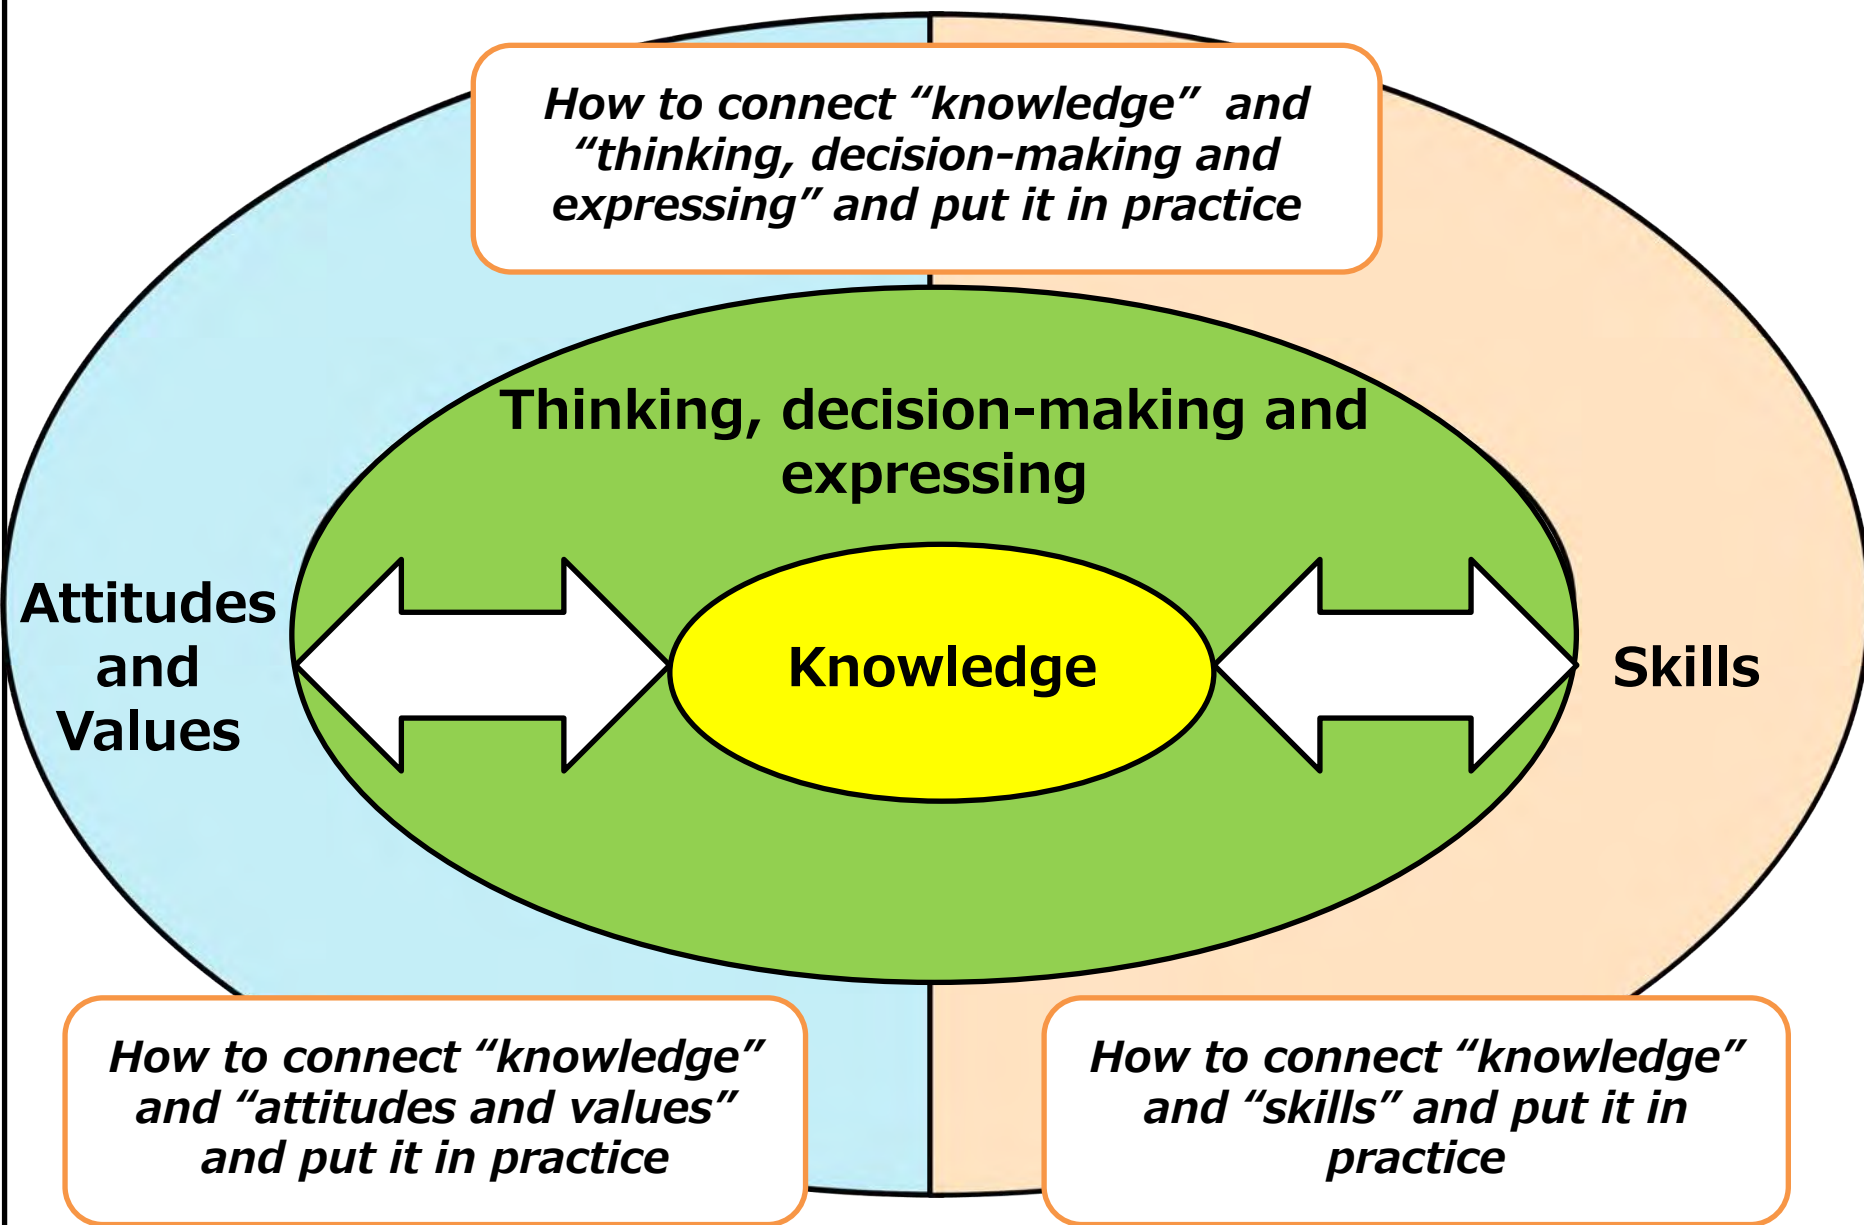 How to connect “knowledge” and
“thinking, decision-making and
expressing” and put it in practice
Thinking, decision-making and
expressing
Attitudes
and
Values
Knowledge
Skills
How to connect “knowledge”
and “attitudes and values”
and put it in practice
How to connect “knowledge”
and “skills” and put it in
practice